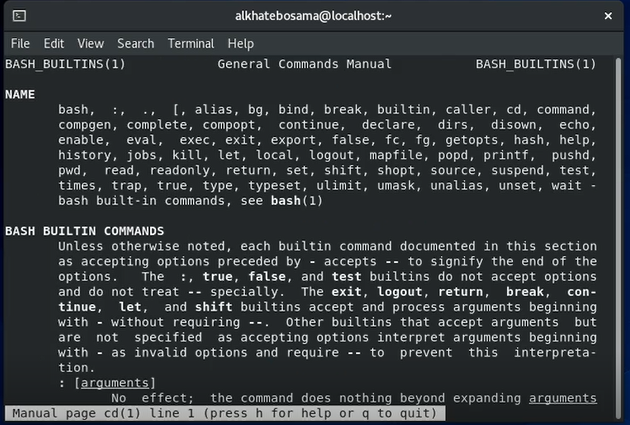 alkhatebosama@localhost:~
File Edit View Search Terminal Help
BASH_BUILTINS(1) General Commands Manual BASH_BUILTINS(1)
NAME
bash, :, ., [, alias, bg, bind, break, builtin, caller, cd, command,
compgen, complete, compopt, continue, declare, dirs, disown, echo,
enable, eval, exec, exit, export, false, fc, fg, getopts, hash, help,
history, jobs, kill, let, local, logout, mapfile, popd, printf, pushd,
pwd, read, readonly, return, set, shift, shopt, source, suspend, test,
times, trap, true, type, typeset, ulimit, umask, unalias, unset, wait -
bash built-in commands, see bash(1)
BASH BUILTIN COMMANDS
Unless otherwise noted, each builtin command documented in this section
as accepting options preceded by - accepts -- to signify the end of the
options. The :, true, false, and test builtins do not accept options
and do not treat -- specially. The exit, logout, return, break, con-
tinue, let, and shift builtins accept and process arguments beginning
with - without requiring --. Other builtins that accept arguments but
are not specified as accepting options interpret arguments beginning
with - as invalid options and require -- to prevent this interpreta-
tion.
: [arguments]
No effect; the command does nothing beyond expanding arguments
Manual page cd(1) line 1 (press h for help or q to quit)